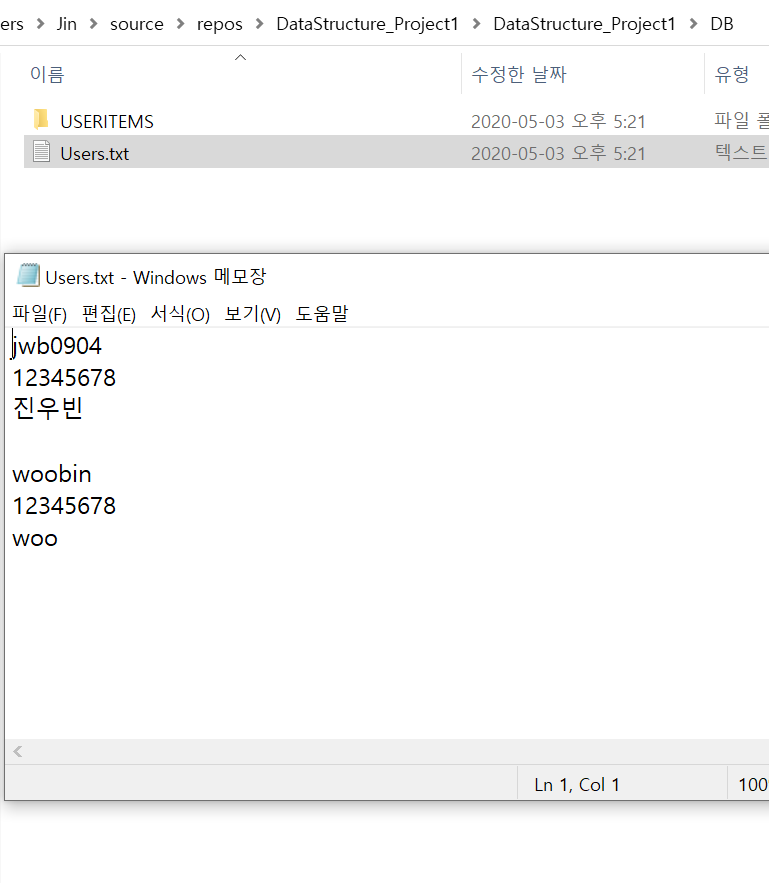 ers > Jin > source > repos > DataStructure_Project1 > DataStructure_Project1 > DB
이름 수정한 날짜 유형
USERITEMS 2020-05-03 오후 5:21 파일 폴
Users.txt 2020-05-03 오후 5:21 텍스트
Users.txt - Windows 메모장
파일(F) 편집(E) 서식(O) 보기(V) 도움말
jwb0904
12345678
진우빈
woobin
12345678
woo
Ln 1, Col 1 100